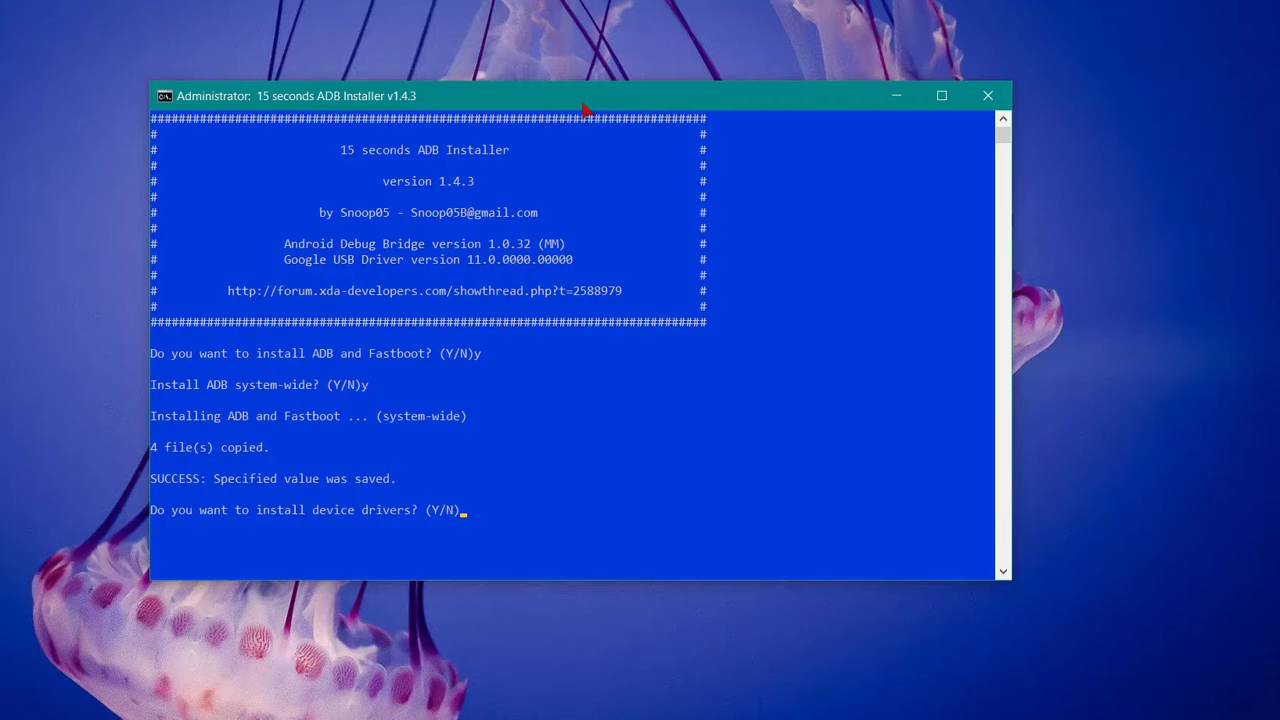 Administrator: 15 seconds ADB Installer v1.4.3
###############################################################################
# #
# 15 seconds ADB Installer #
# #
# version 1.4.3 #
# #
# by Snoop05 - Snoop05B@gmail.com #
# #
# Android Debug Bridge version 1.0.32 (MM) #
# Google USB Driver version 11.0.0000.00000 #
# #
# http://forum.xda-developers.com/showthread.php?t=2588979 #
# #
###############################################################################
Do you want to install ADB and Fastboot? (Y/N)y
Install ADB system-wide? (Y/N)y
Installing ADB and Fastboot ... (system-wide)
4 file(s) copied.
SUCCESS: Specified value was saved.
Do you want to install device drivers? (Y/N)